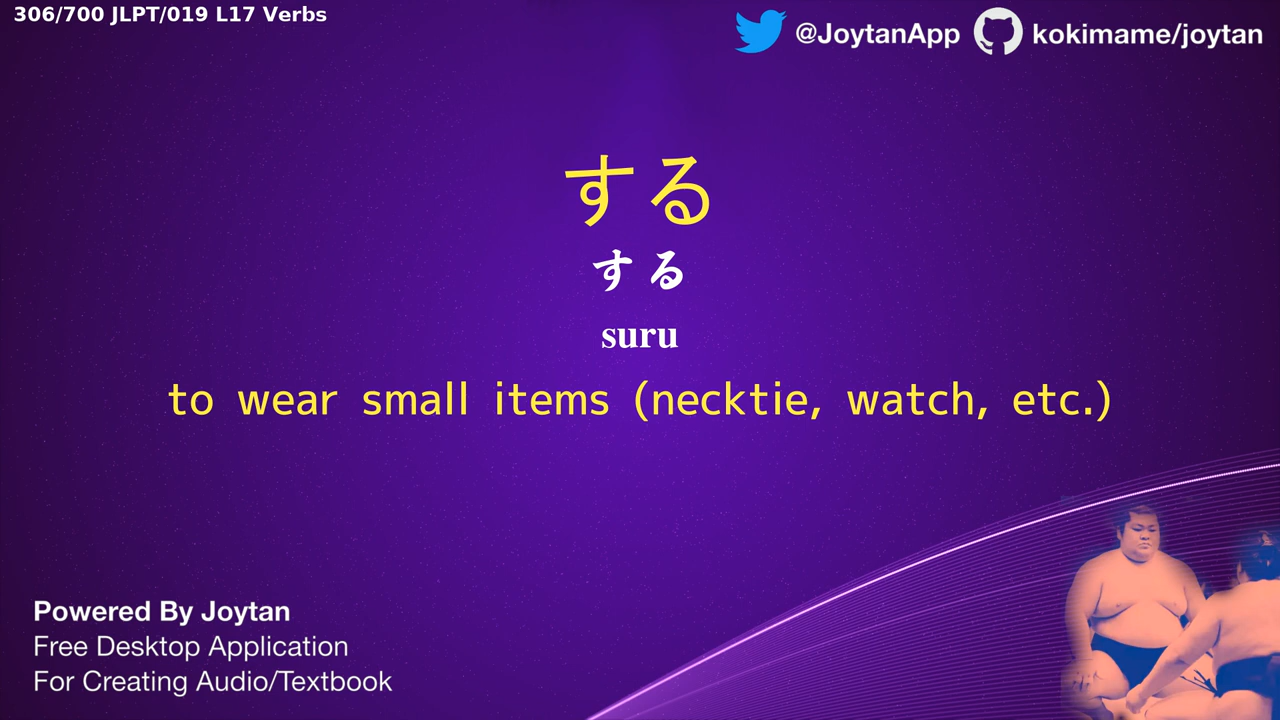 306/700 JLPT/019 L17 Verbs
@JoytanApp kokimame/joytan
する
する
suru
to wear small items (necktie, watch, etc.)
Powered By Joytan
Free Desktop Application
For Creating Audio/Textbook